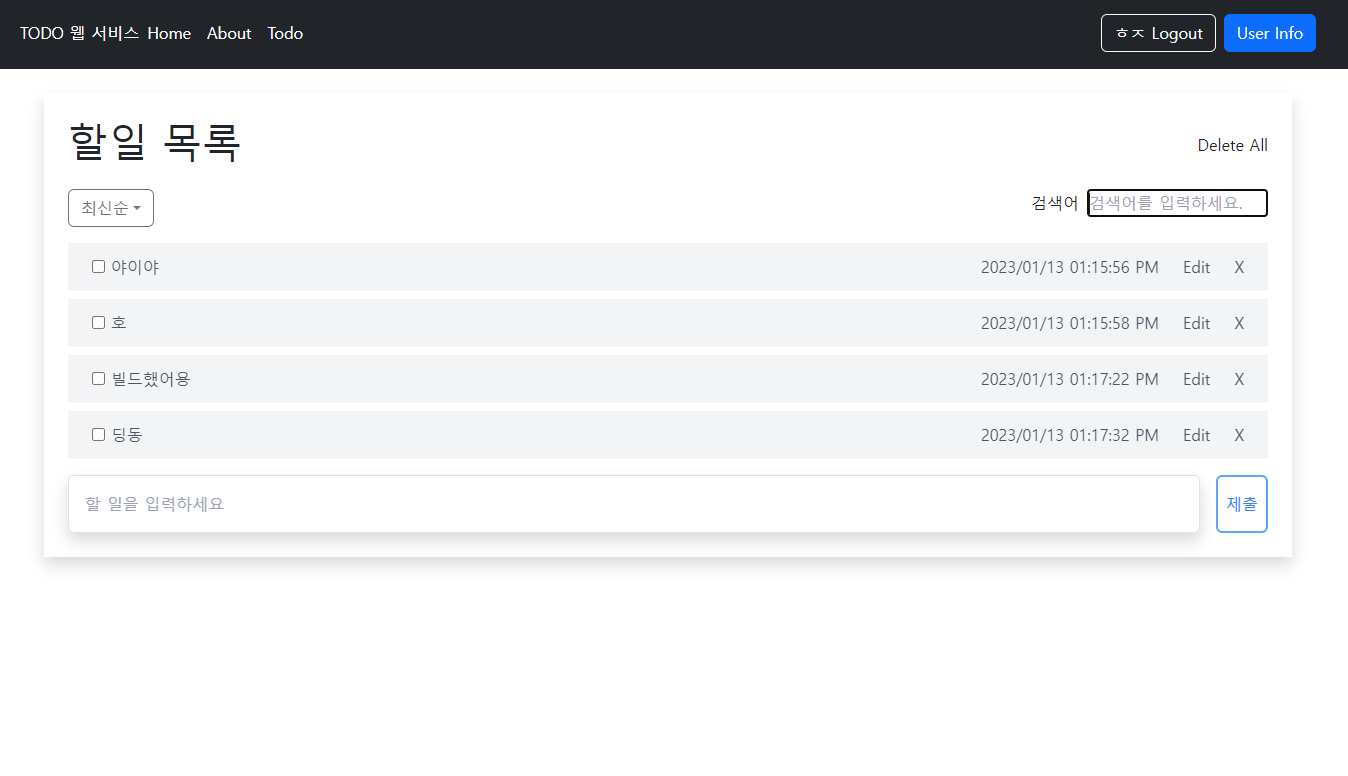 TODO 웹 서비스 Home About Todo ㅎㅈ Logout User Info
할일 목록 Delete All
최신순 검색어 검색어를 입력하세요.
야이야 2023/01/13 01:15:56 PM Edit X
호 2023/01/13 01:15:58 PM Edit X
빌드했어용 2023/01/13 01:17:22 PM Edit X
딩동 2023/01/13 01:17:32 PM Edit X
할 일을 입력하세요 제출